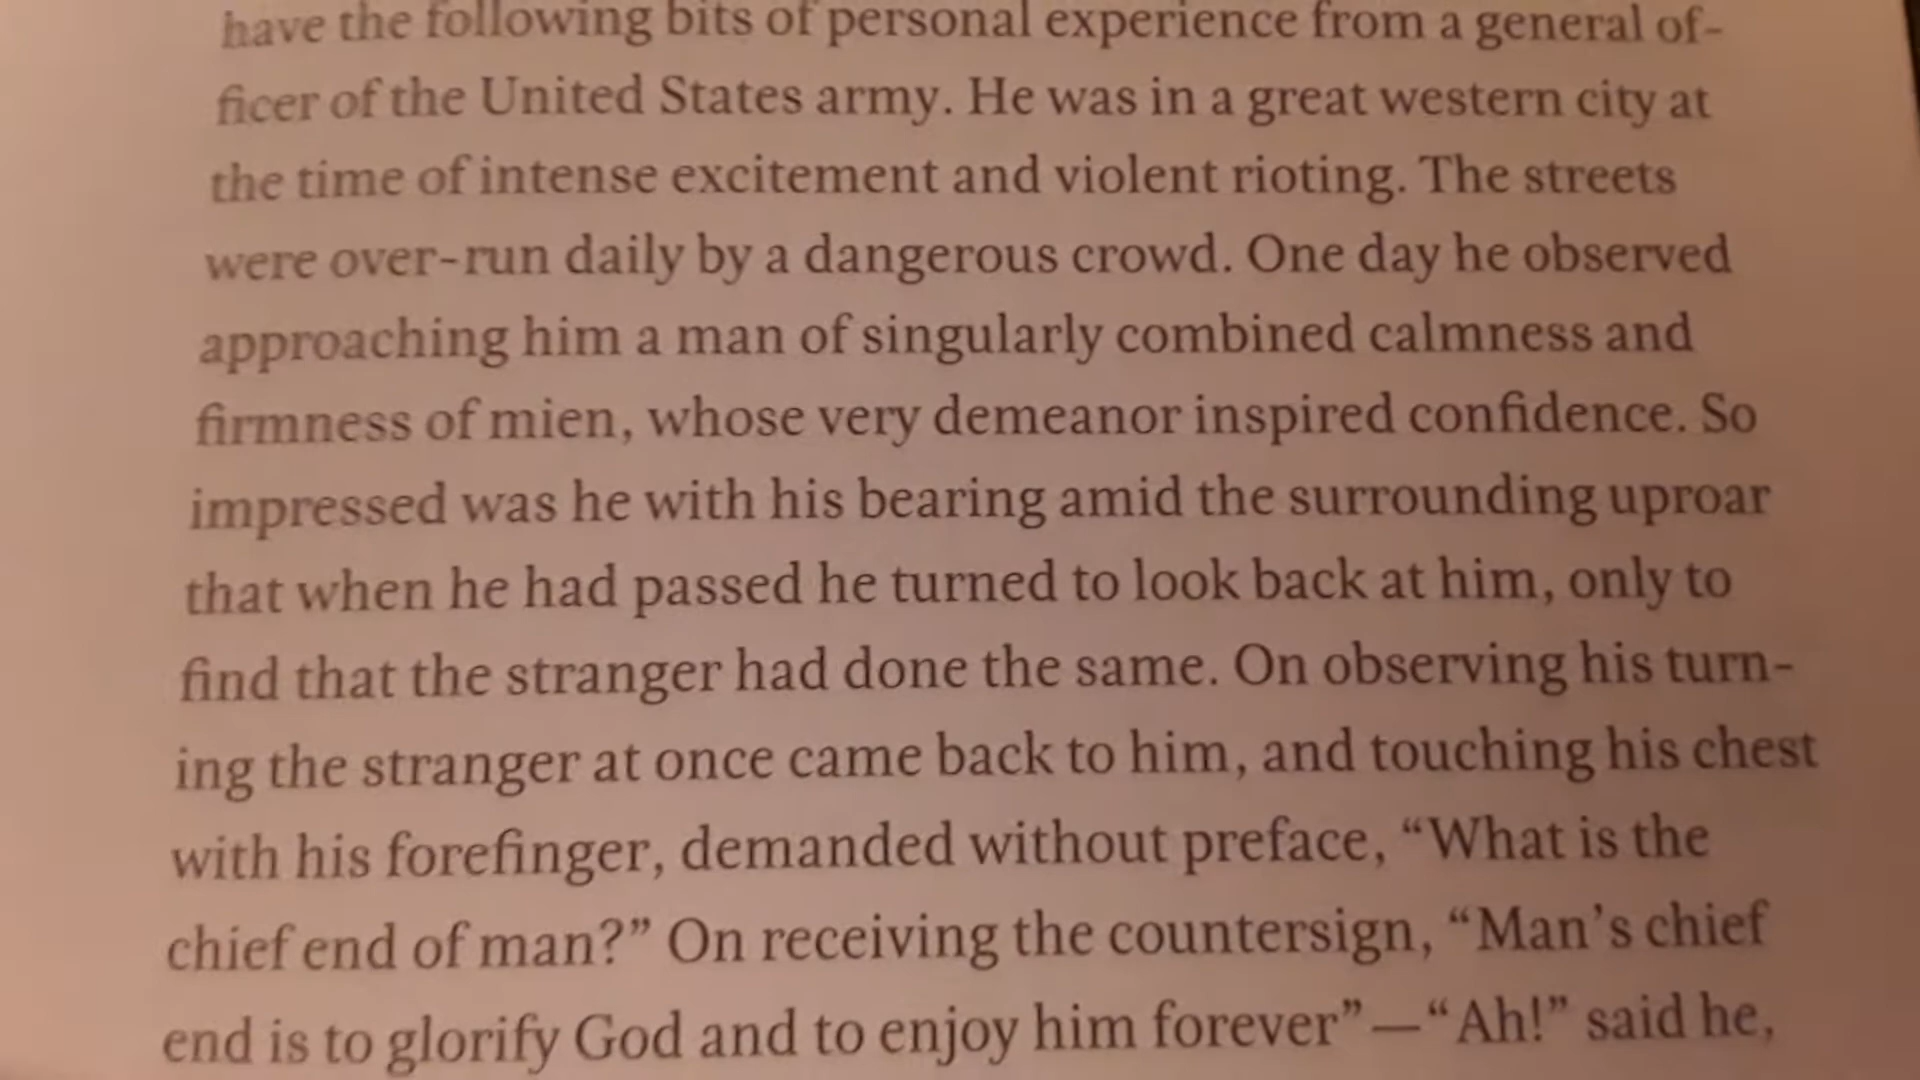 have the following bits of personal experience from a general of-
ficer of the United States army. He was in a great western city at
the time of intense excitement and violent rioting. The streets
were over-run daily by a dangerous crowd. One day he observed
approaching him a man of singularly combined calmness and
firmness of mien, whose very demeanor inspired confidence. So
impressed was he with his bearing amid the surrounding uproar
that when he had passed he turned to look back at him, only to
find that the stranger had done the same. On observing his turn-
ing the stranger at once came back to him, and touching his chest
with his forefinger, demanded without preface, “What is the
chief end of man?” On receiving the countersign, “Man’s chief
end is to glorify God and to enjoy him forever”—“Ah!” said he,